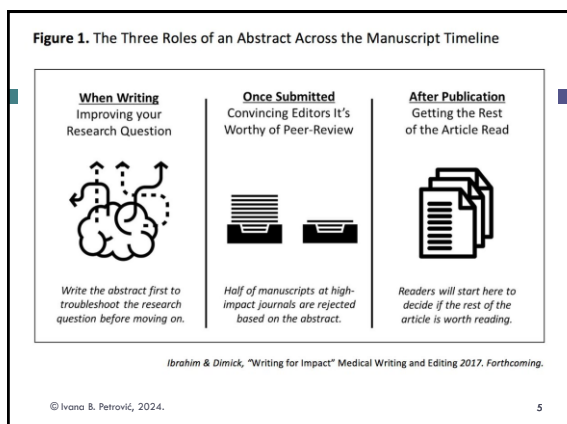 Figure 1. The Three Roles of an Abstract Across the Manuscript Timeline
When Writing
Improving your
Research Question
Write the abstract first to
troubleshoot the research
question before moving on.
Once Submitted
Convincing Editors It's
Worthy of Peer-Review
Half of manuscripts at high-
impact journals are rejected
based on the abstract.
After Publication
Getting the Rest
of the Article Read
Readers will start here to
decide if the rest of the
article is worth reading.
Ibrahim & Dimick, "Writing for Impact" Medical Writing and Editing 2017. Forthcoming.
© Ivana B. Petrović, 2024.
5